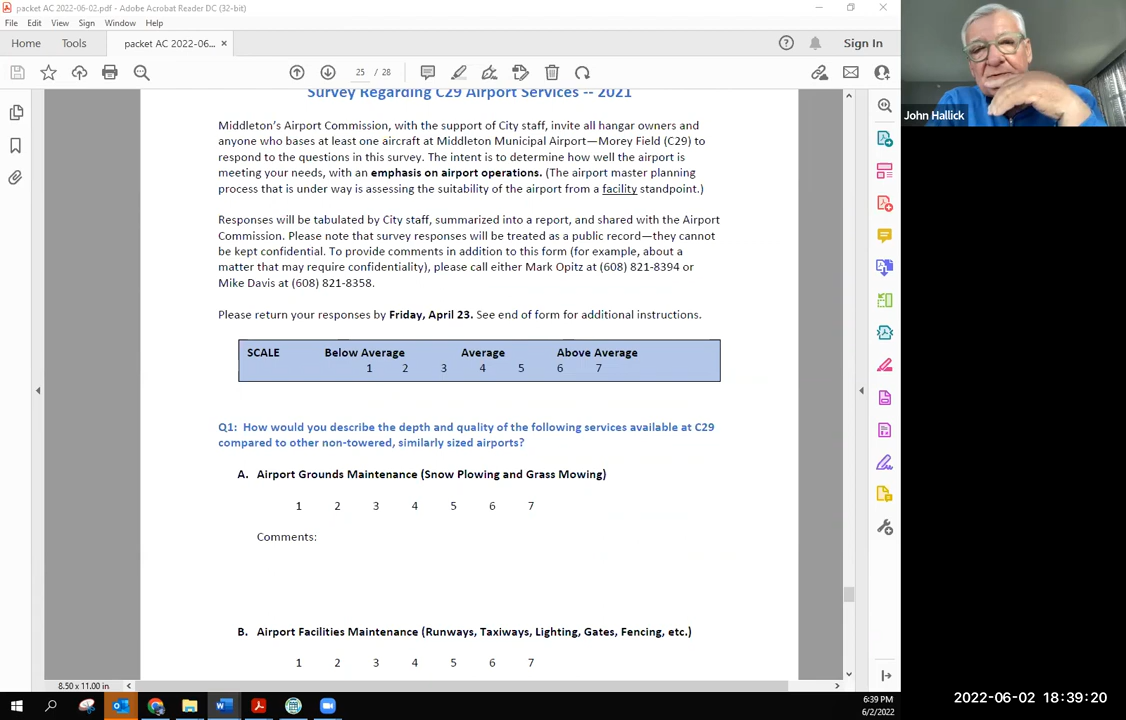 packet AC 2022-06-02.pdf - Adobe Acrobat Reader DC (32-bit)
File Edit View Sign Window Help
Home Tools packet AC 2022-06... × Sign In
25 / 28
Survey Regarding C29 Airport Services -- 2021
Middleton's Airport Commission, with the support of City staff, invite all hangar owners and
anyone who bases at least one aircraft at Middleton Municipal Airport—Morey Field (C29) to
respond to the questions in this survey. The intent is to determine how well the airport is
meeting your needs, with an emphasis on airport operations. (The airport master planning
process that is under way is assessing the suitability of the airport from a facility standpoint.)
Responses will be tabulated by City staff, summarized into a report, and shared with the Airport
Commission. Please note that survey responses will be treated as a public record—they cannot
be kept confidential. To provide comments in addition to this form (for example, about a
matter that may require confidentiality), please call either Mark Opitz at (608) 821-8394 or
Mike Davis at (608) 821-8358.
Please return your responses by Friday, April 23. See end of form for additional instructions.
SCALE Below Average Average Above Average
1 2 3 4 5 6 7
Q1: How would you describe the depth and quality of the following services available at C29
compared to other non-towered, similarly sized airports?
A. Airport Grounds Maintenance (Snow Plowing and Grass Mowing)
1 2 3 4 5 6 7
Comments:
B. Airport Facilities Maintenance (Runways, Taxiways, Lighting, Gates, Fencing, etc.)
1 2 3 4 5 6 7
8.50 x 11.00 in
6:39 PM
6/2/2022
John Hallick
2022-06-02 18:39:20